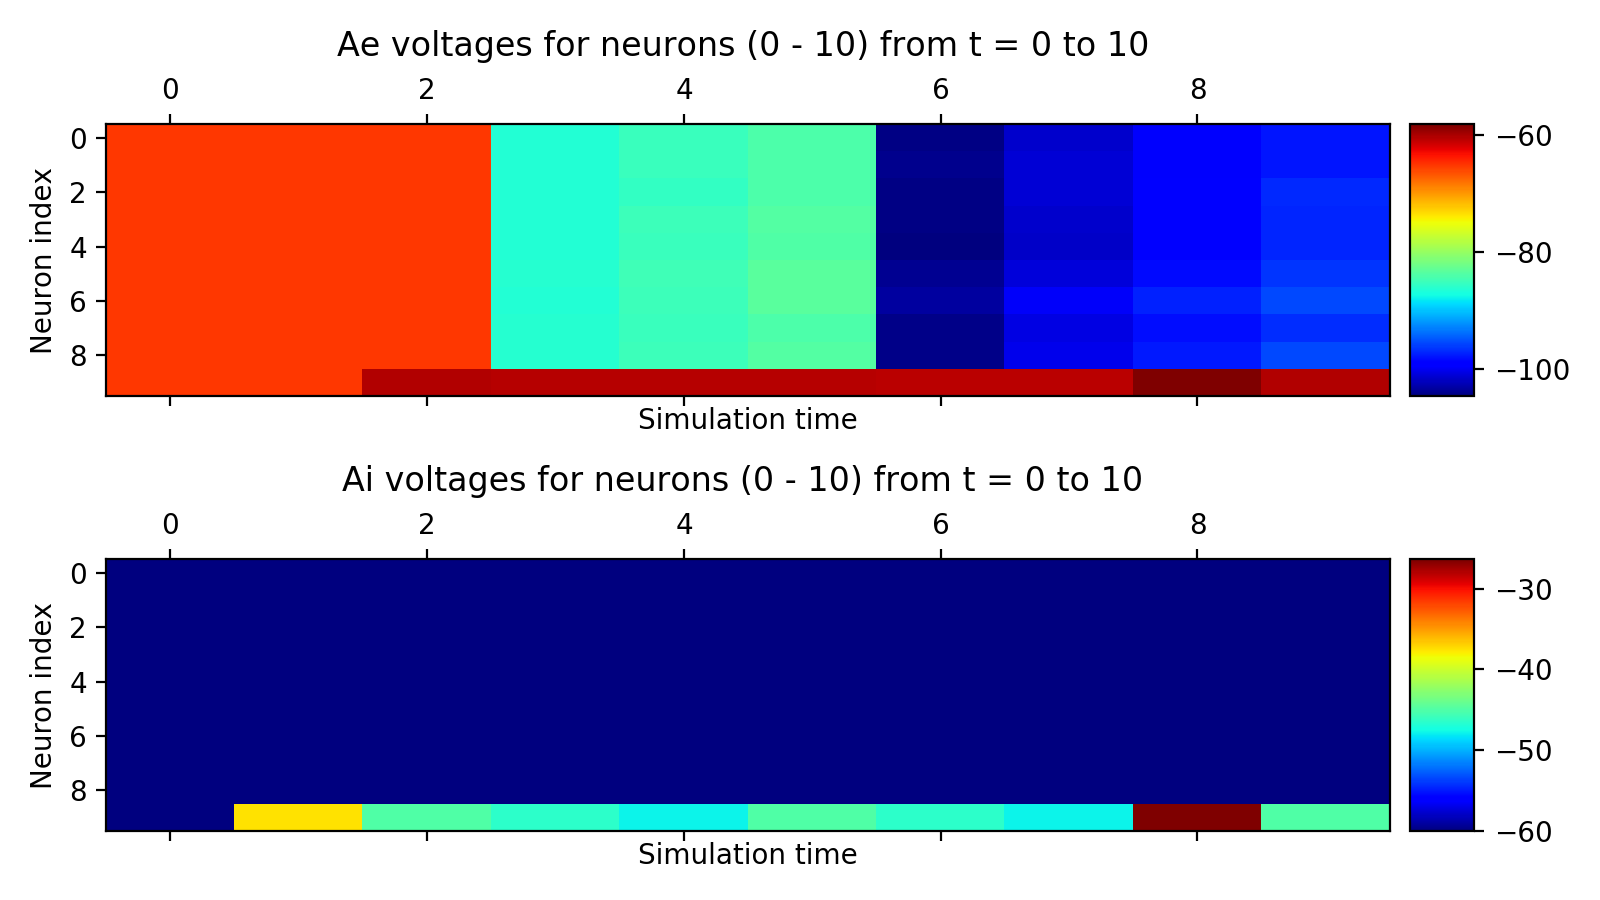 Ae voltages for neurons (0 - 10) from t = 0 to 10
0 2 4 6 8
Neuron index
0
2
4
6
8
−60
−80
−100
Simulation time
Ai voltages for neurons (0 - 10) from t = 0 to 10
0 2 4 6 8
Neuron index
0
2
4
6
8
−30
−40
−50
−60
Simulation time